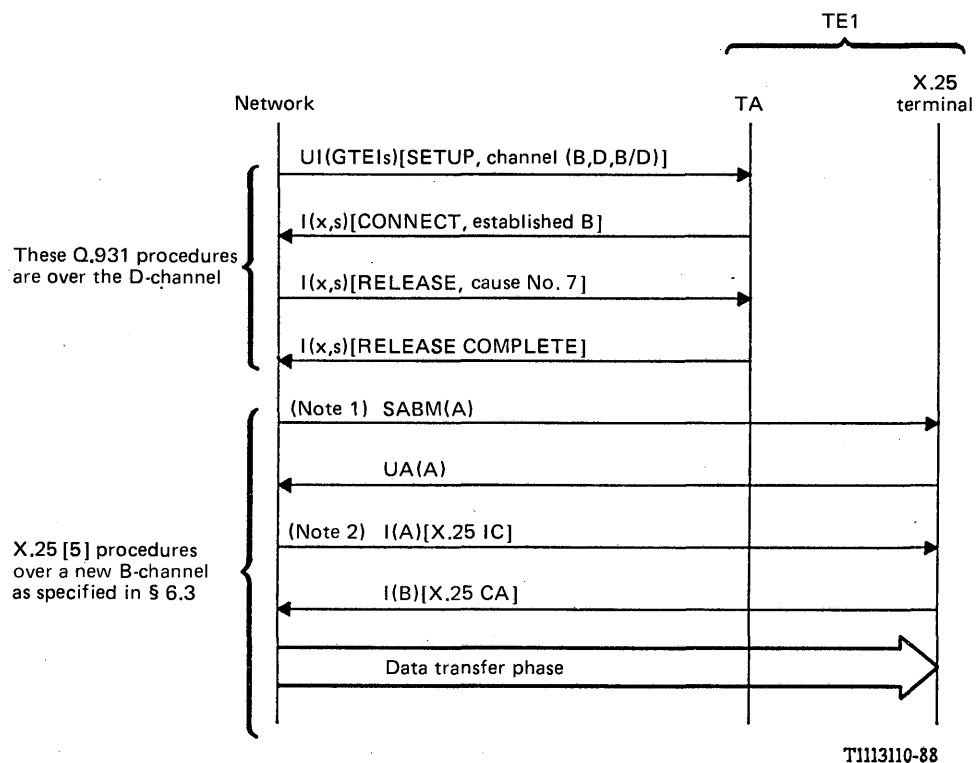 TE1
Network
TA
X.25
terminal
UI(GTEIs)[SETUP, channel (B,D,B/D)]
I(x,s)[CONNECT, established B]
These Q.931 procedures
are over the D-channel
I(x,s)[RELEASE, cause No. 7]
I(x,s)[RELEASE COMPLETE]
(Note 1) SABM(A)
UA(A)
(Note 2) I(A)[X.25 IC]
X.25 [5] procedures
over a new B-channel
as specified in § 6.3
I(B)[X.25 CA]
Data transfer phase
T1113110-88